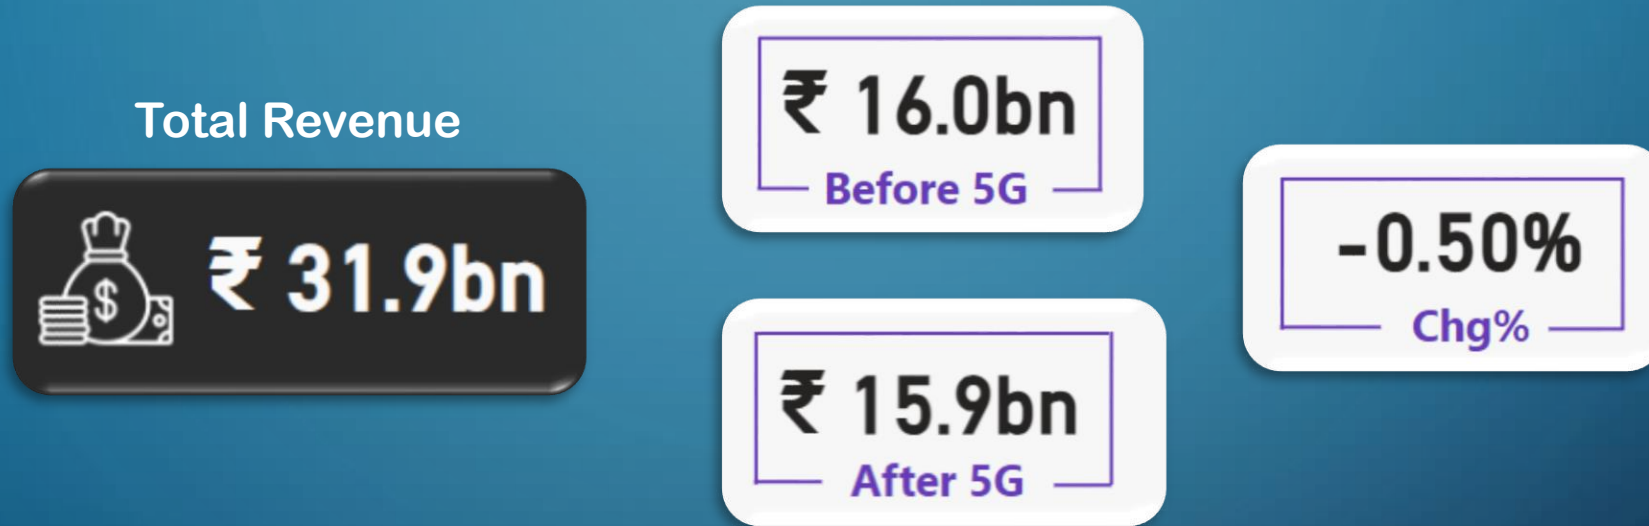 Total Revenue
$
₹ 31.9bn
₹ 16.0bn
Before 5G
₹ 15.9bn
After 5G
-0.50%
Chg%